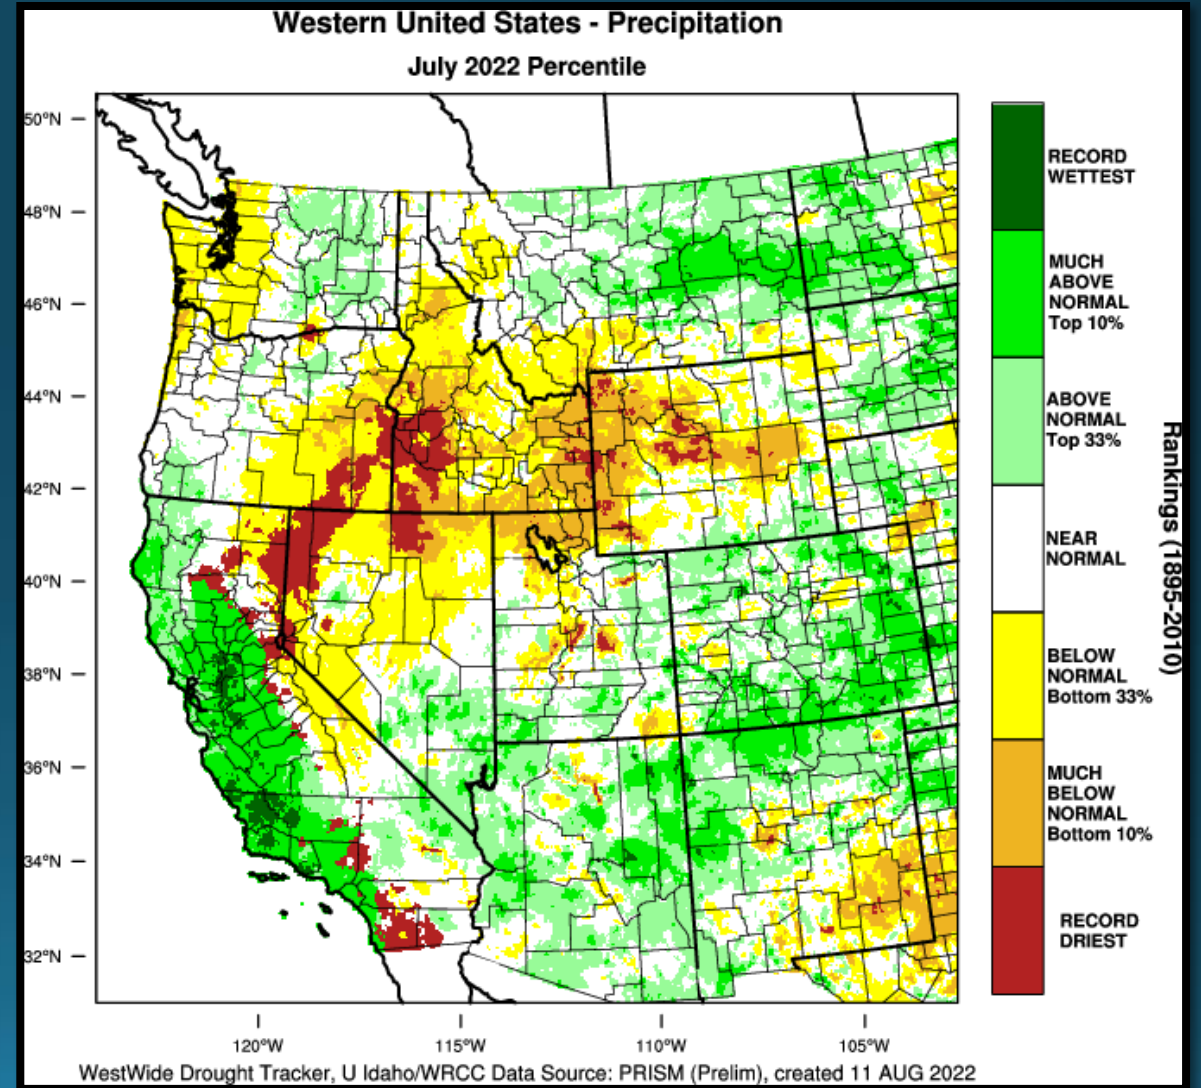 Western United States - Precipitation
July 2022 Percentile
50°N
48°N
46°N
44°N
42°N
40°N
38°N
36°N
34°N
32°N
120°W
115°W
110°W
105°W
RECORD
WETTEST
MUCH
ABOVE
NORMAL
Top 10%
ABOVE
NORMAL
Top 33%
NEAR
NORMAL
BELOW
NORMAL
Bottom 33%
MUCH
BELOW
NORMAL
Bottom 10%
RECORD
DRIEST
Rankings (1895-2010)
WestWide Drought Tracker, U Idaho/WRCC Data Source: PRISM (Prelim), created 11 AUG 2022